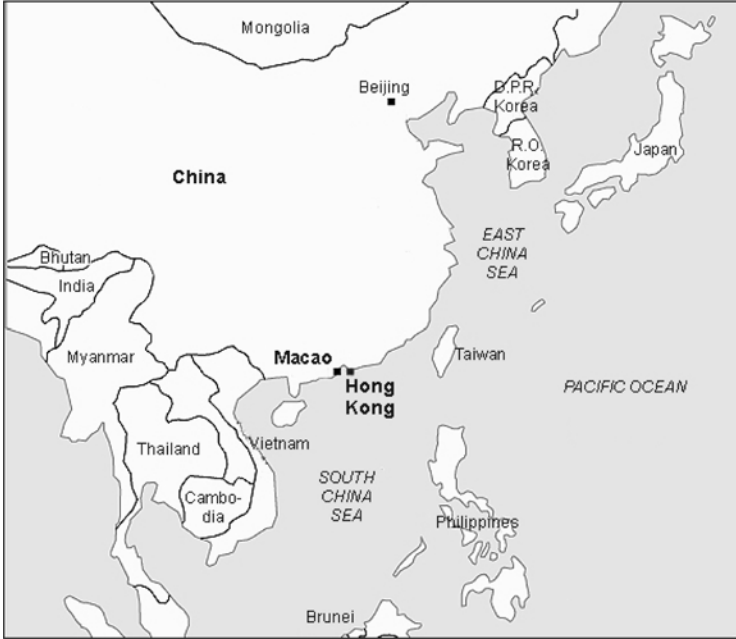 Mongolia
Beijing
D.P.R.
Korea
R.O.
Korea
Japan
China
EAST
CHINA
SEA
Bhutan
India
Myanmar
Macao
Hong
Kong
Taiwan
PACIFIC OCEAN
Thailand
Vietnam
Cambo-
dia
SOUTH
CHINA
SEA
Philippines
Brunei